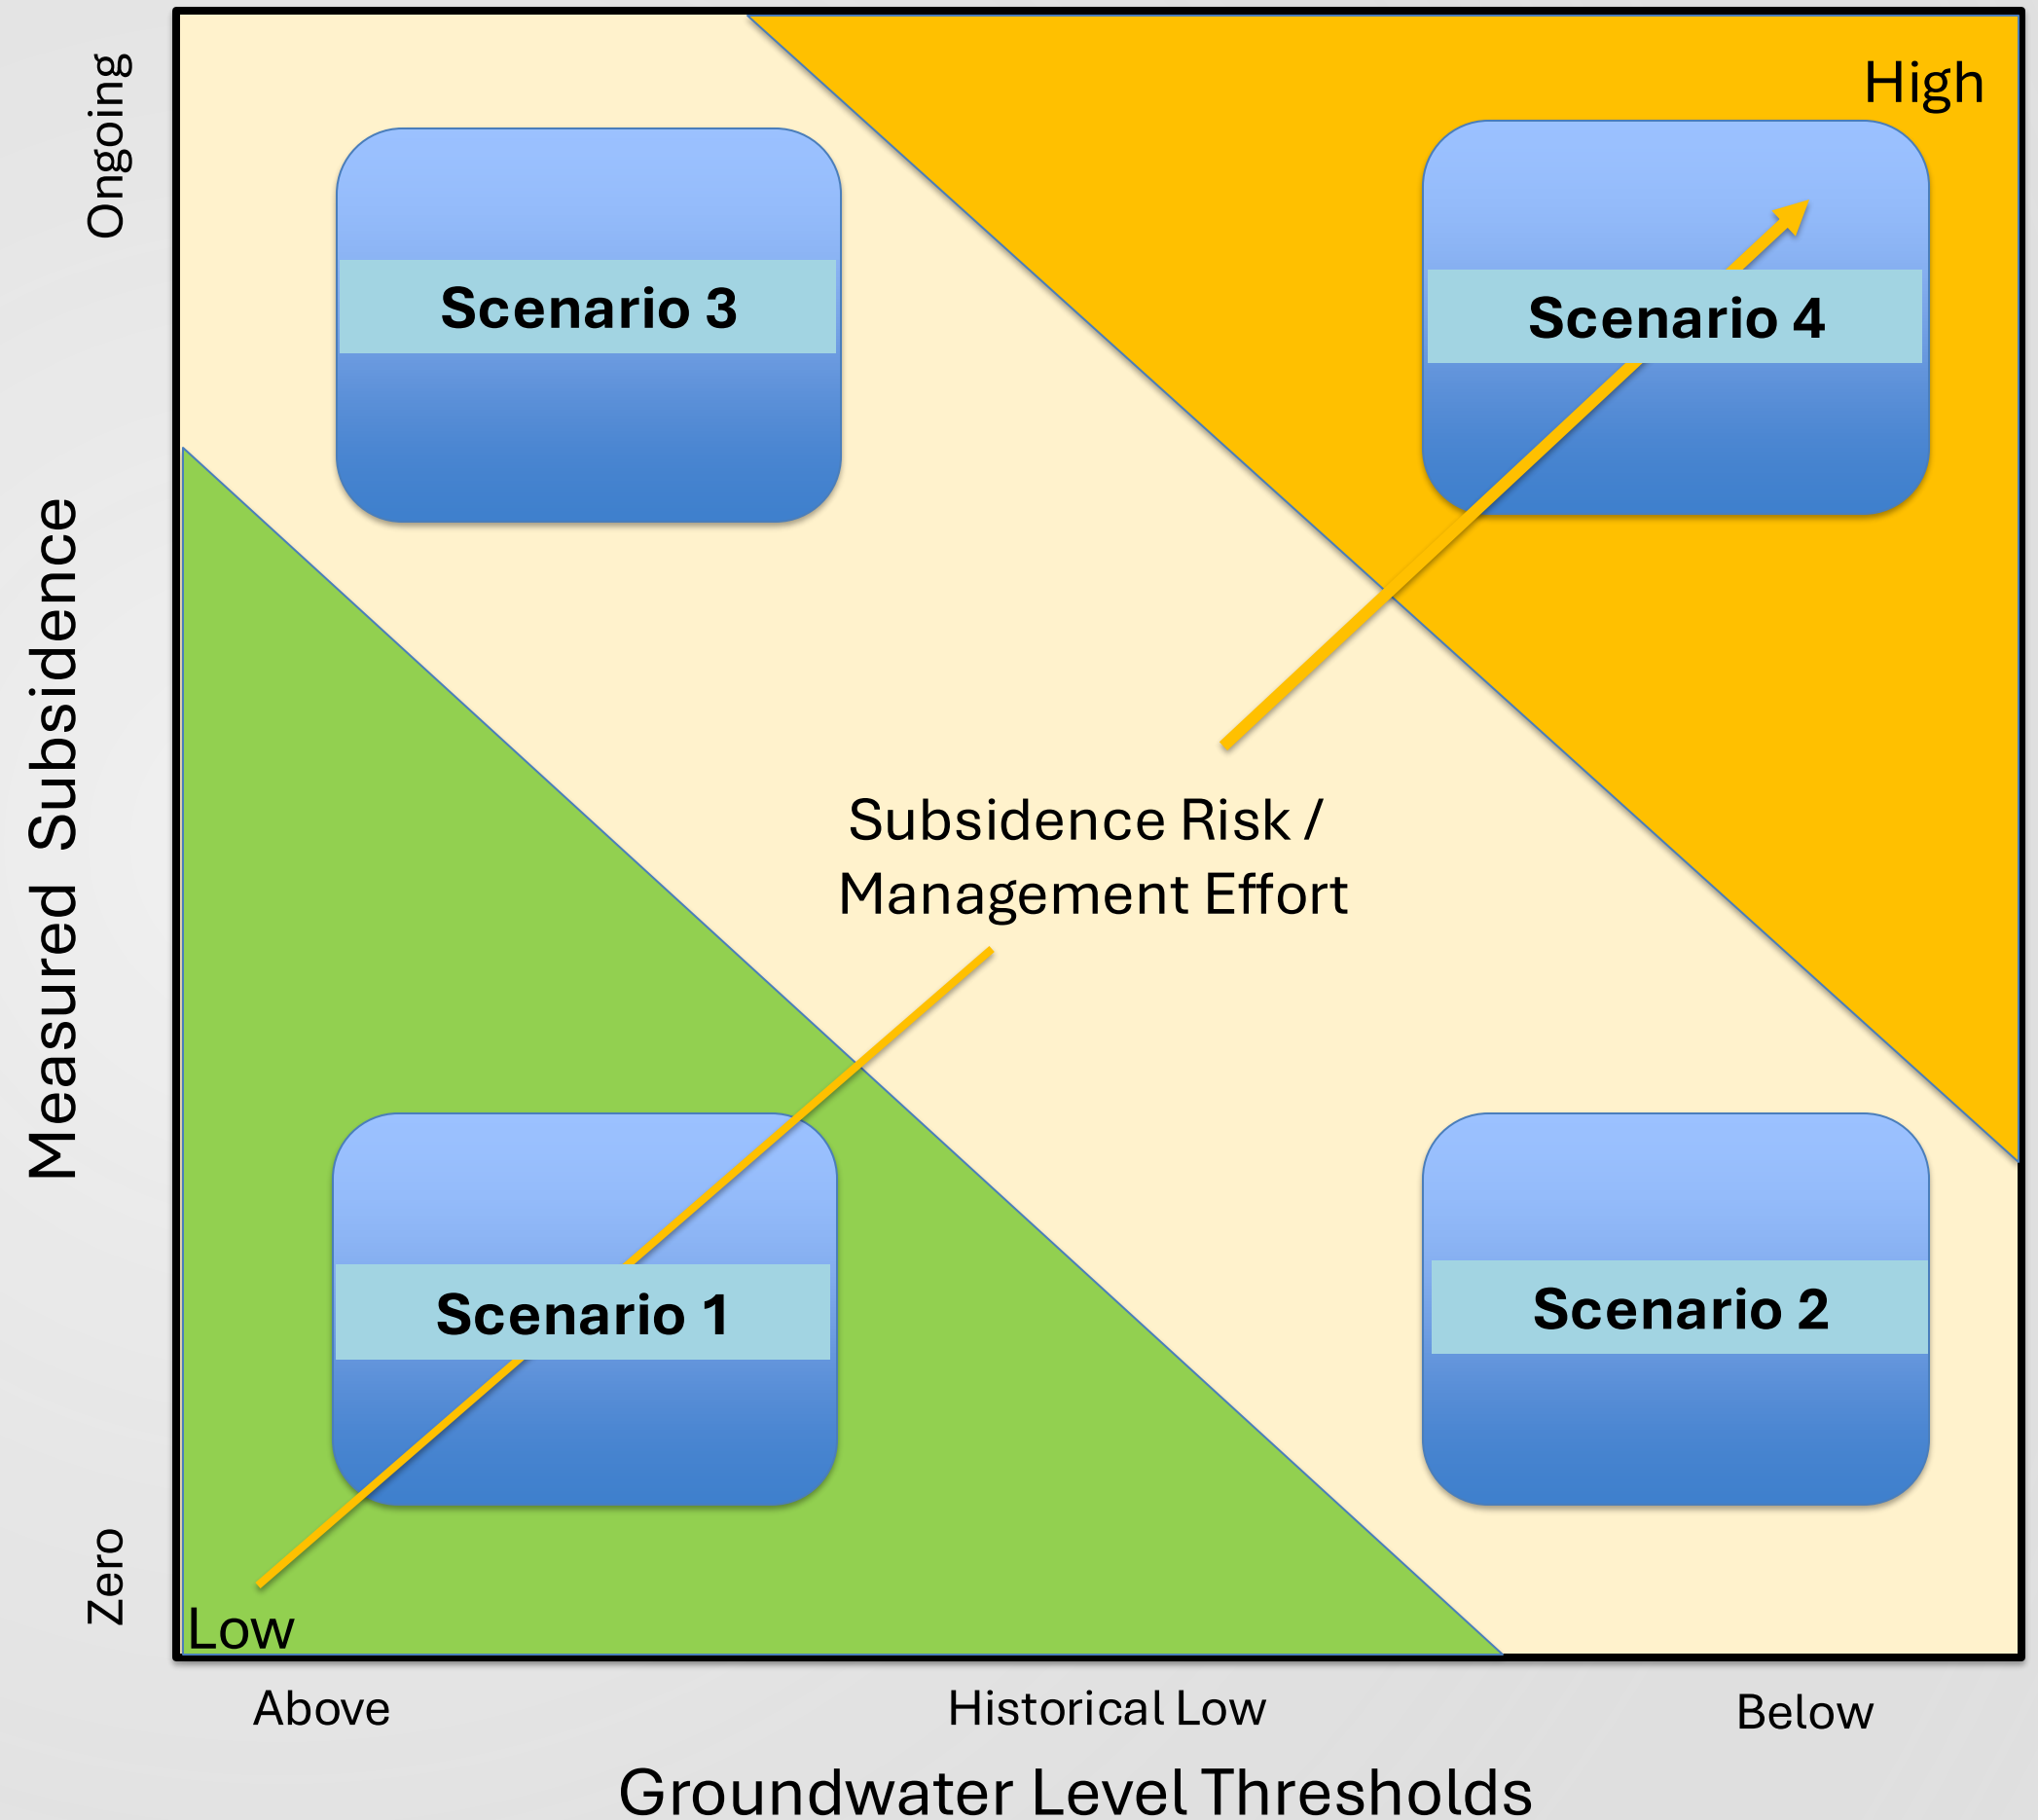 Ongoing
High
Scenario 3
Scenario 4
Measured Subsidence
Subsidence Risk /
Management Effort
Scenario 1
Scenario 2
Zero
Low
Above
Historical Low
Below
Groundwater Level Thresholds